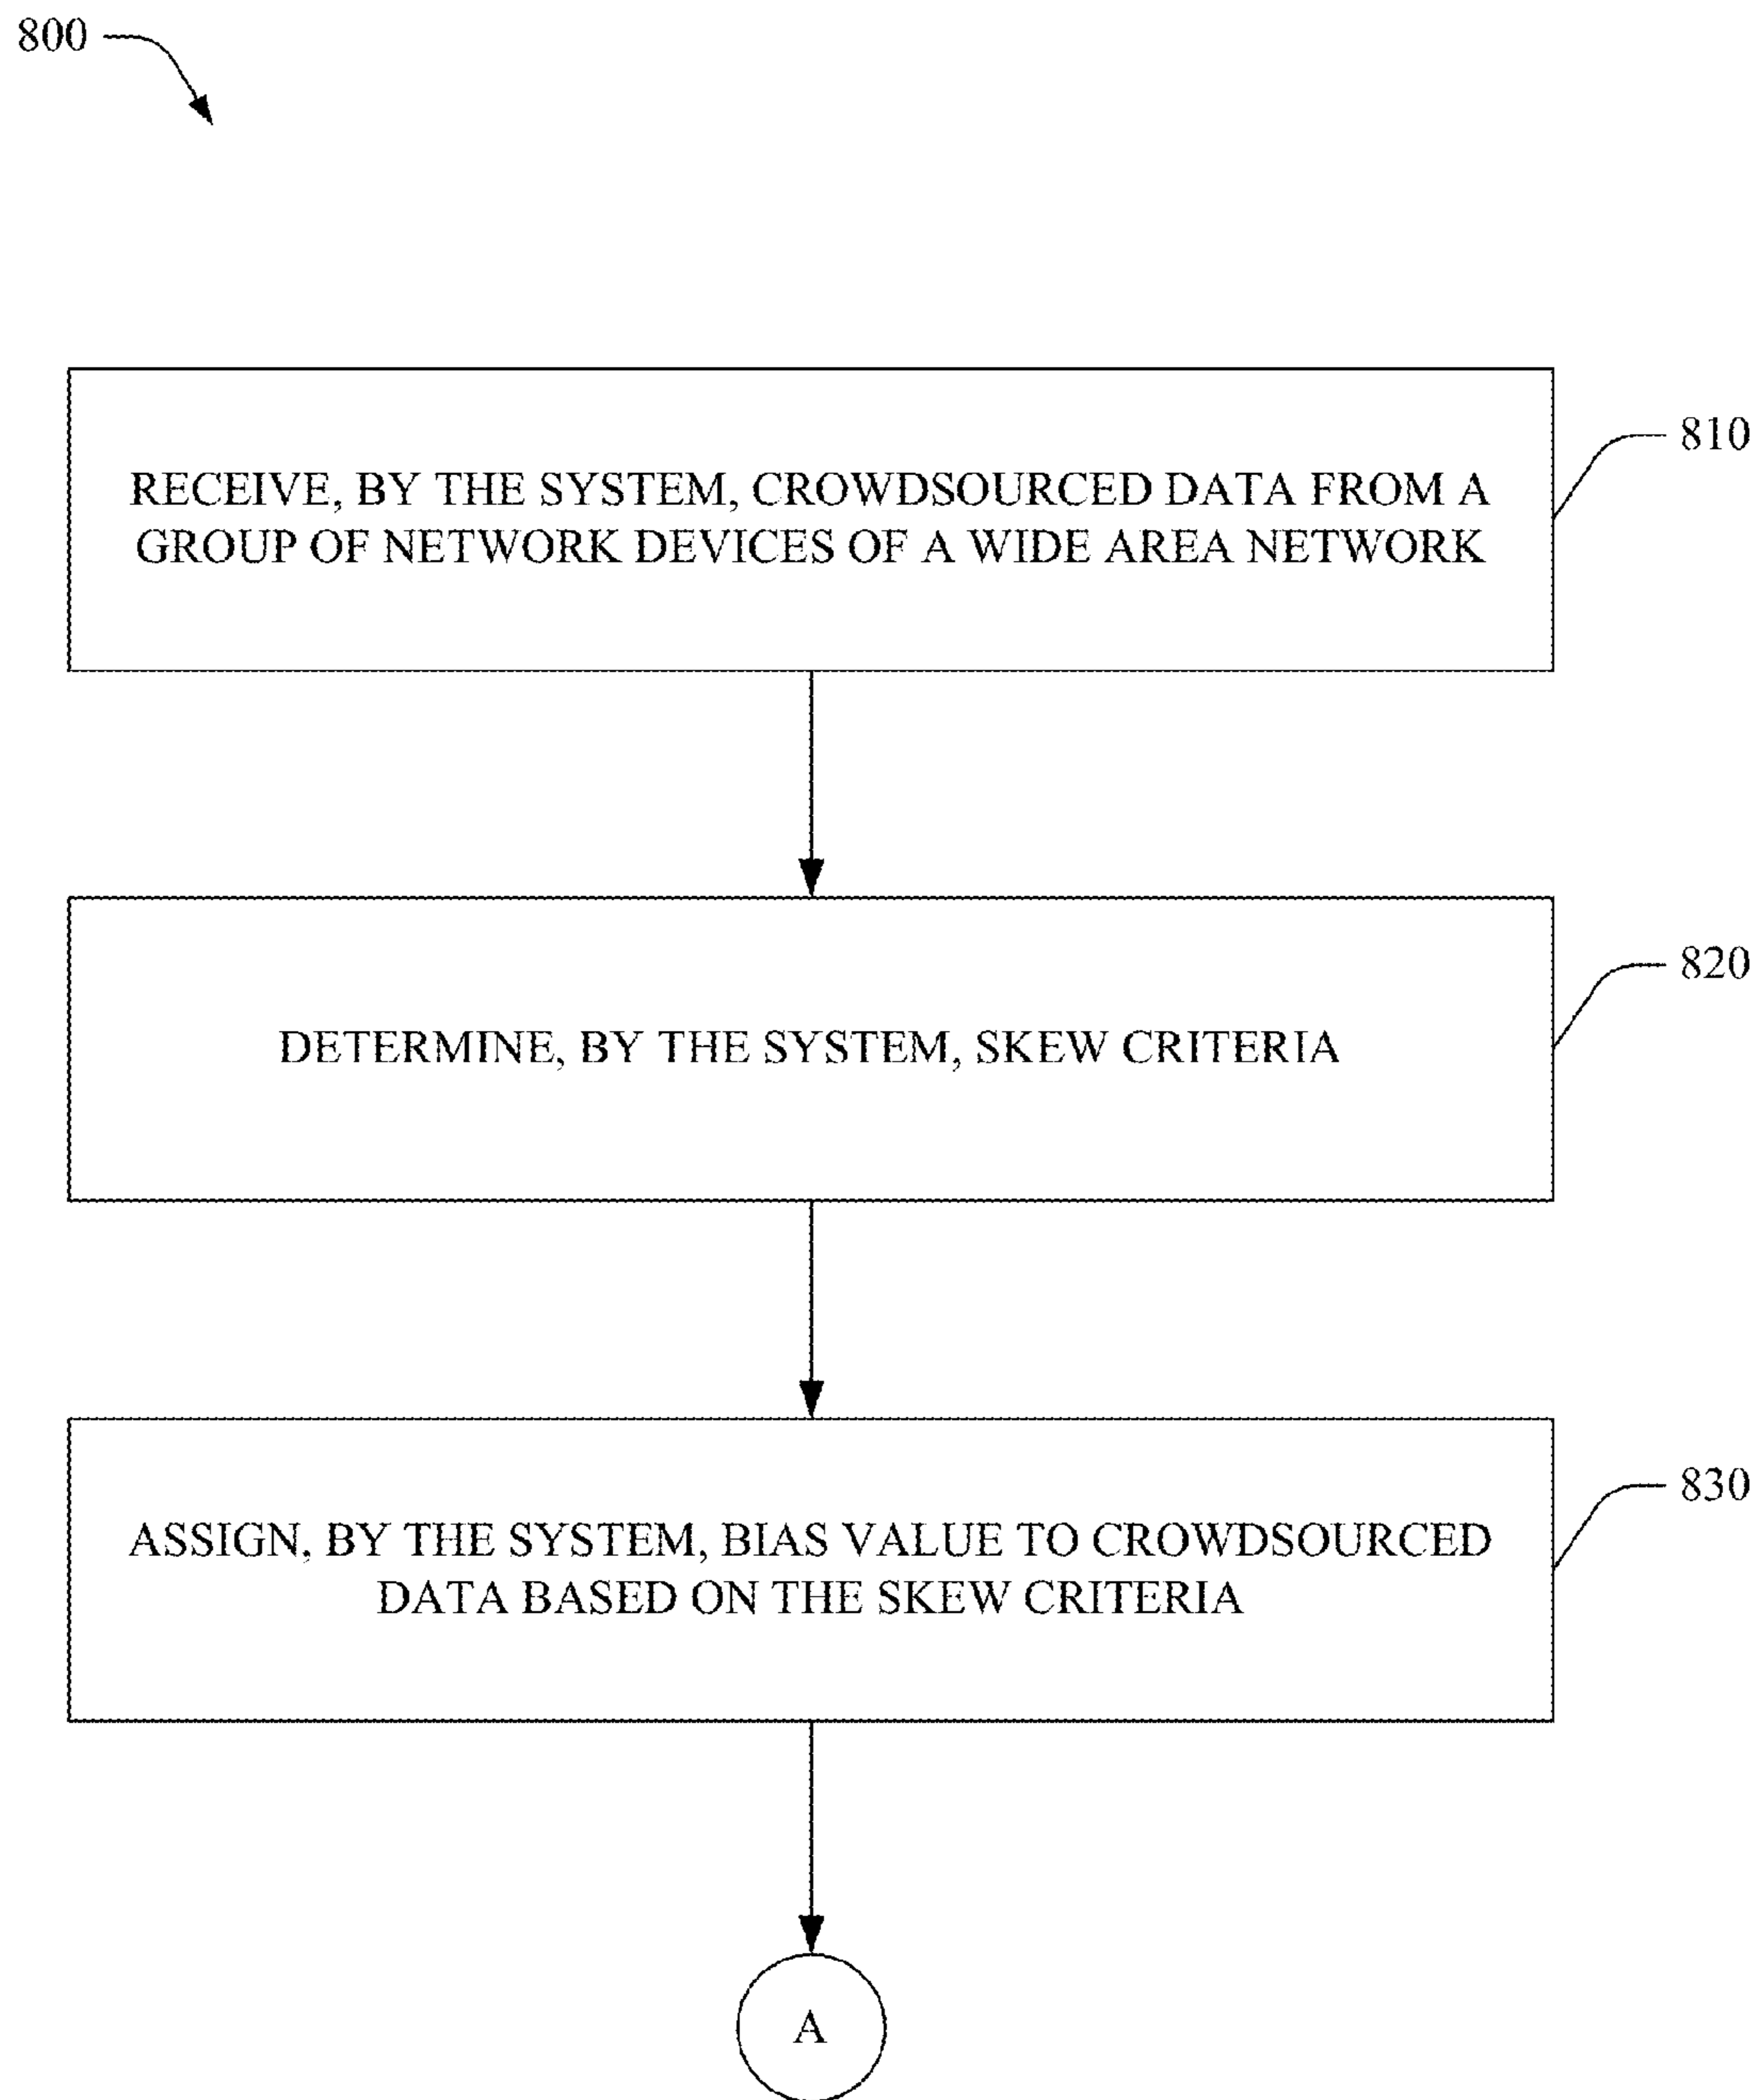 800
RECEIVE, BY THE SYSTEM, CROWDSOURCED DATA FROM A
GROUP OF NETWORK DEVICES OF A WIDE AREA NETWORK
810
DETERMINE, BY THE SYSTEM, SKEW CRITERIA
820
ASSIGN, BY THE SYSTEM, BIAS VALUE TO CROWDSOURCED
DATA BASED ON THE SKEW CRITERIA
830
A